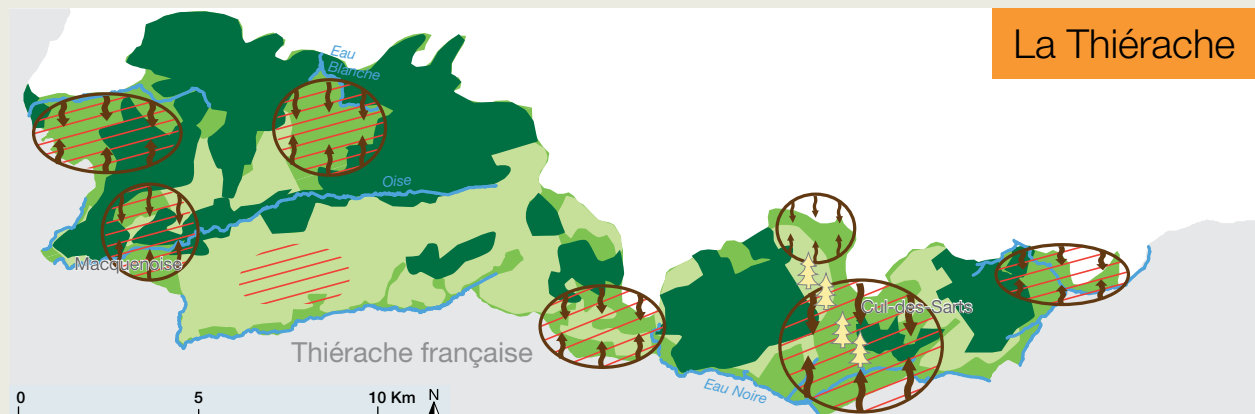 La Thiérache
Eau
Blanche
Oise
Macquenoise
Cul-des-Sarts
Thiérache française
Eau Noire
0 5 10 Km N